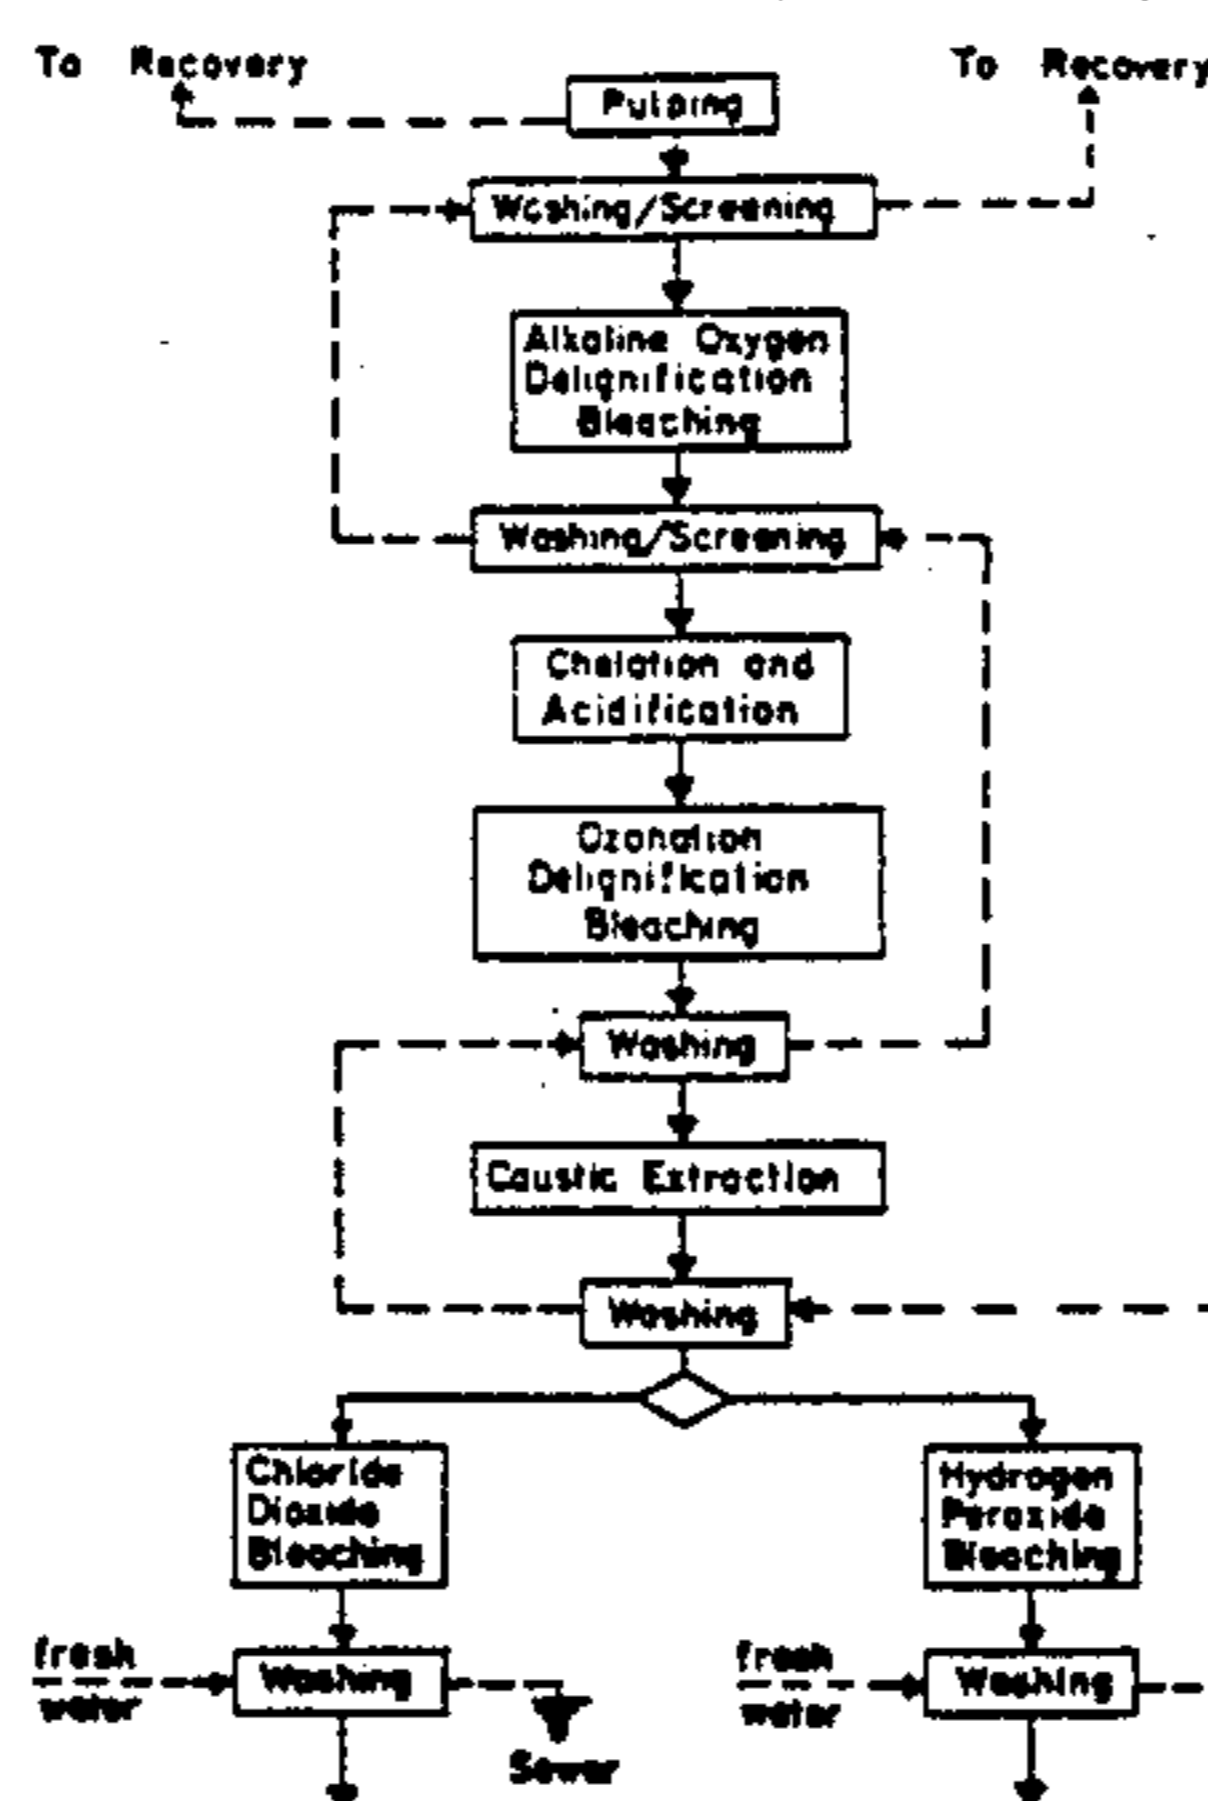 To Recovery
To Recovery
Pulping
Washing/Screening
Alkaline Oxygen
Delignification
Bleaching
Washing/Screening
Chelation and
Acidification
Ozonation
Delignification
Bleaching
Washing
Caustic Extraction
Washing
Chloride
Dioxide
Bleaching
Hydrogen
Peroxide
Bleaching
fresh
water
Washing
Sewer
fresh
water
Washing